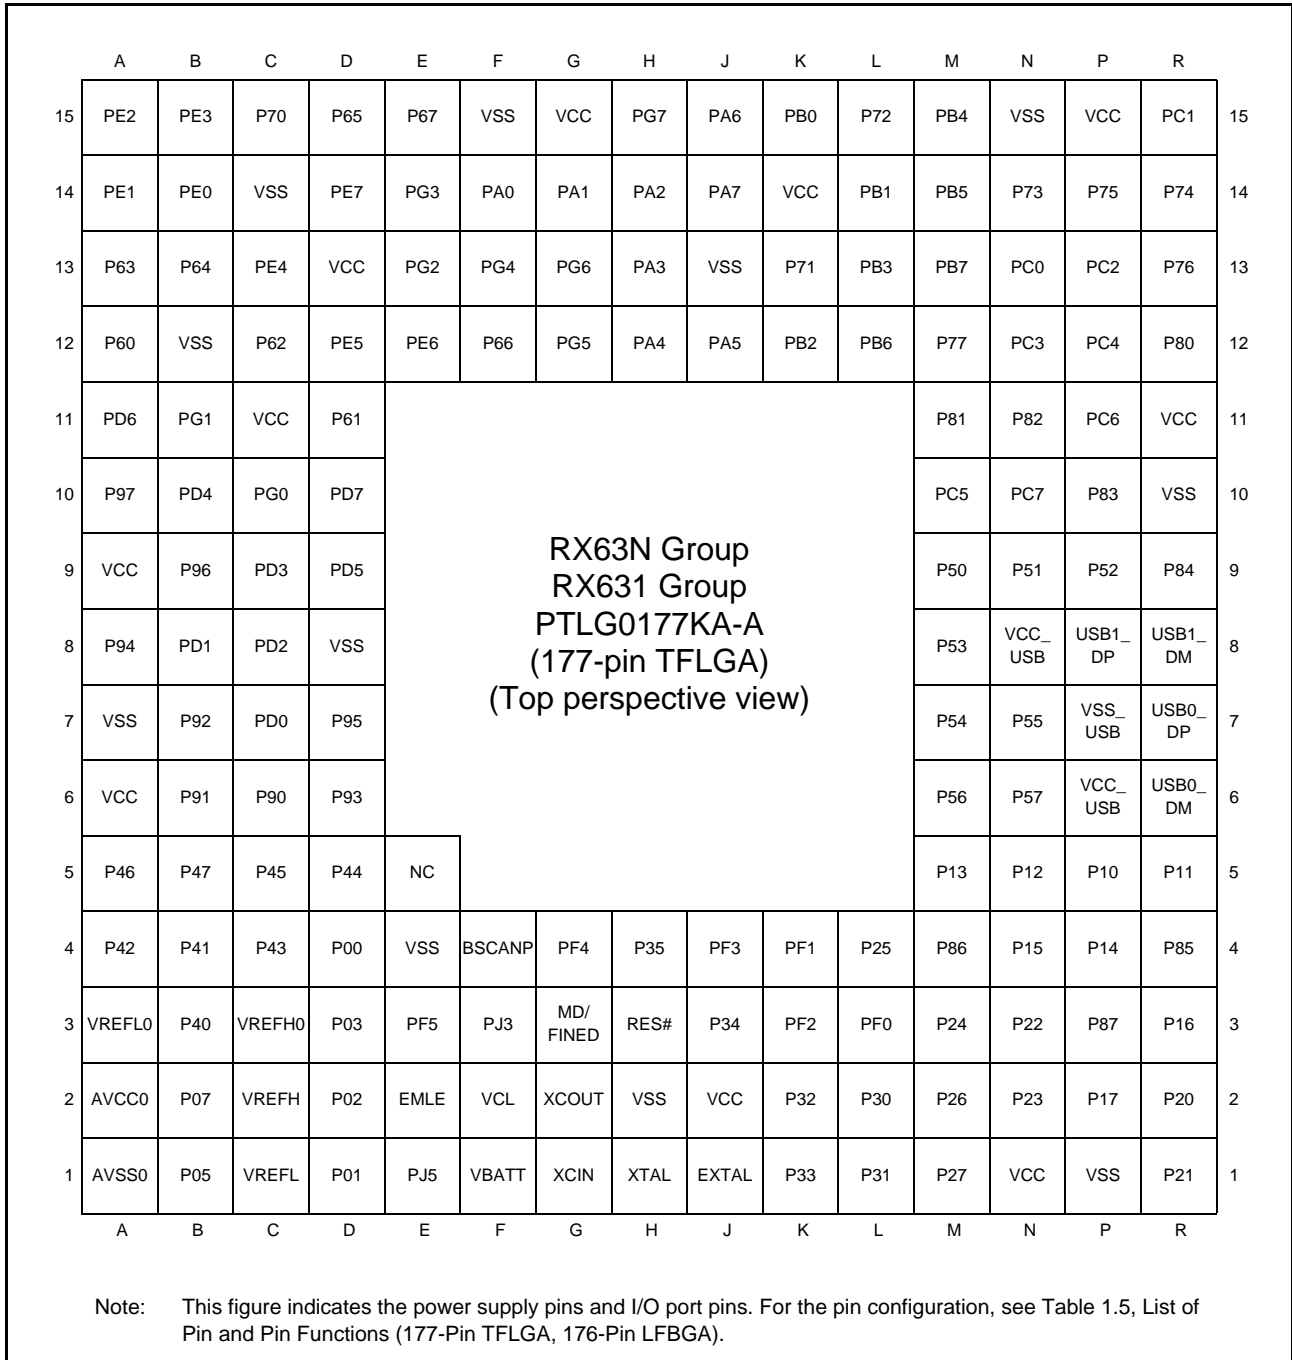 A B C D E F G H J K L M N P R
15 PE2 PE3 P70 P65 P67 VSS VCC PG7 PA6 PB0 P72 PB4 VSS VCC PC1 15
14 PE1 PE0 VSS PE7 PG3 PA0 PA1 PA2 PA7 VCC PB1 PB5 P73 P75 P74 14
13 P63 P64 PE4 VCC PG2 PG4 PG6 PA3 VSS P71 PB3 PB7 PC0 PC2 P76 13
12 P60 VSS P62 PE5 PE6 P66 PG5 PA4 PA5 PB2 PB6 P77 PC3 PC4 P80 12
11 PD6 PG1 VCC P61 P81 P82 PC6 VCC 11
10 P97 PD4 PG0 PD7 PC5 PC7 P83 VSS 10
9 VCC P96 PD3 PD5 P50 P51 P52 P84 9
8 P94 PD1 PD2 VSS P53 VCC_USB USB1_DP USB1_DM 8
7 VSS P92 PD0 P95 P54 P55 VSS_USB USB0_DP 7
6 VCC P91 P90 P93 P56 P57 VCC_USB USB0_DM 6
5 P46 P47 P45 P44 NC P13 P12 P10 P11 5
RX63N Group
RX631 Group
PTLG0177KA-A
(177-pin TFLGA)
(Top perspective view)
4 P42 P41 P43 P00 VSS BSCANP PF4 P35 PF3 PF1 P25 P86 P15 P14 P85 4
3 VREFL0 P40 VREFH0 P03 PF5 PJ3 MD/FINED RES# P34 PF2 PF0 P24 P22 P87 P16 3
2 AVCC0 P07 VREFH P02 EMLE VCL XCOUT VSS VCC P32 P30 P26 P23 P17 P20 2
1 AVSS0 P05 VREFL P01 PJ5 VBATT XCIN XTAL EXTAL P33 P31 P27 VCC VSS P21 1
A B C D E F G H J K L M N P R
Note: This figure indicates the power supply pins and I/O port pins. For the pin configuration, see Table 1.5, List of
Pin and Pin Functions (177-Pin TFLGA, 176-Pin LFBGA).